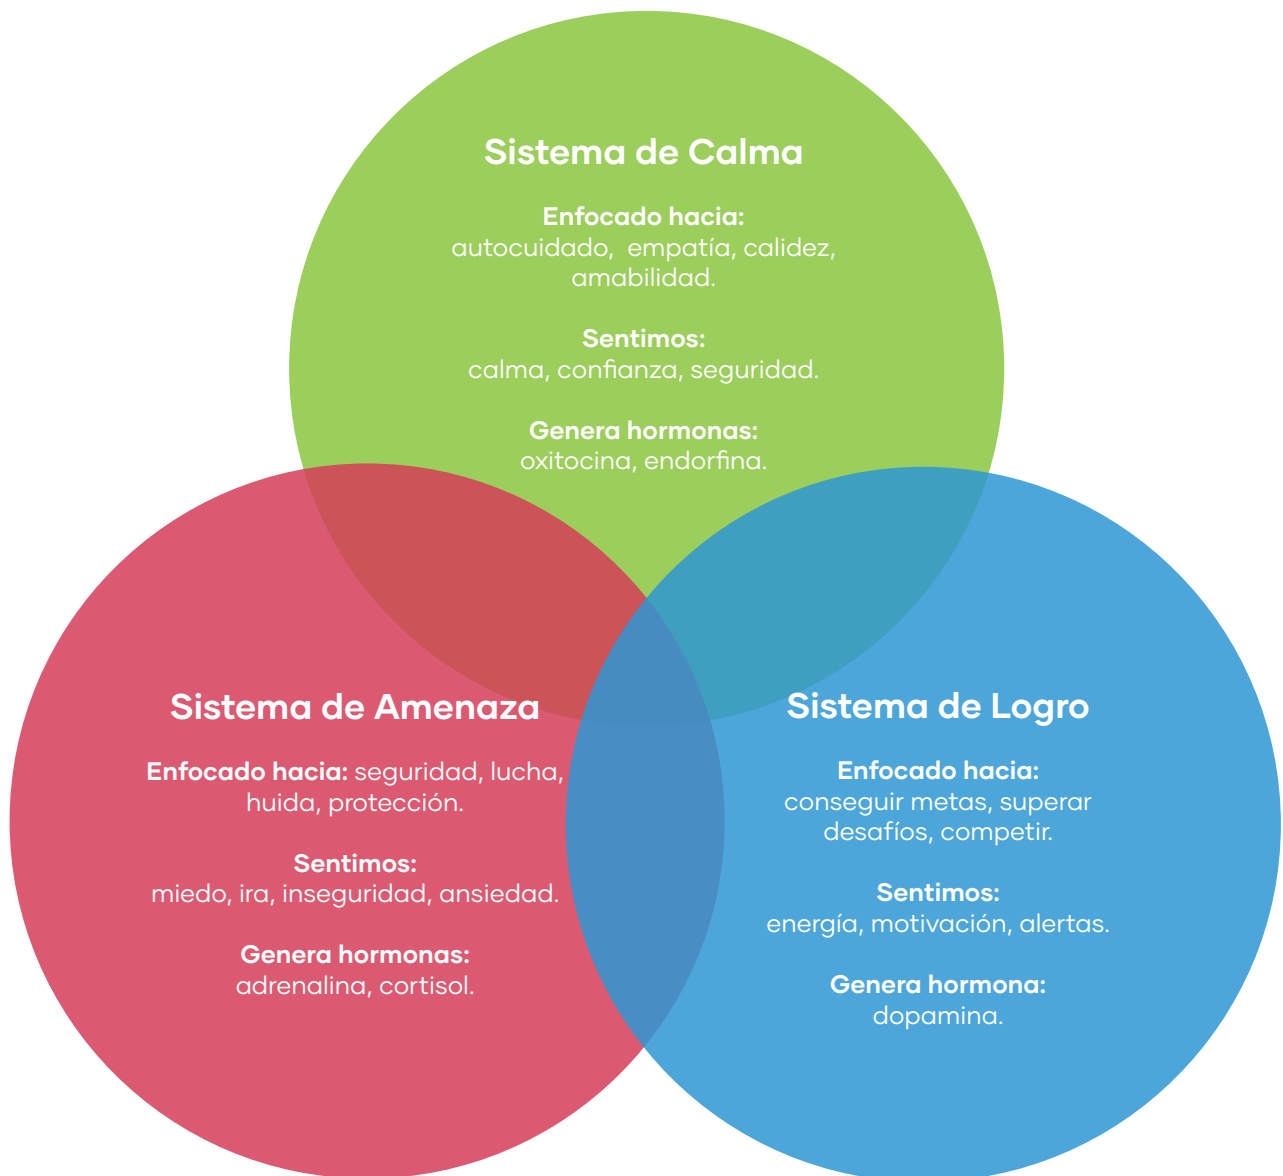 Sistema de Calma
Enfocado hacia:
autocuidado, empatía, calidez,
amabilidad.
Sentimos:
calma, confianza, seguridad.
Genera hormonas:
oxitocina, endorfina.
Sistema de Amenaza
Enfocado hacia: seguridad, lucha,
huida, protección.
Sentimos:
miedo, ira, inseguridad, ansiedad.
Genera hormonas:
adrenalina, cortisol.
Sistema de Logro
Enfocado hacia:
conseguir metas, superar
desafíos, competir.
Sentimos:
energía, motivación, alertas.
Genera hormona:
dopamina.